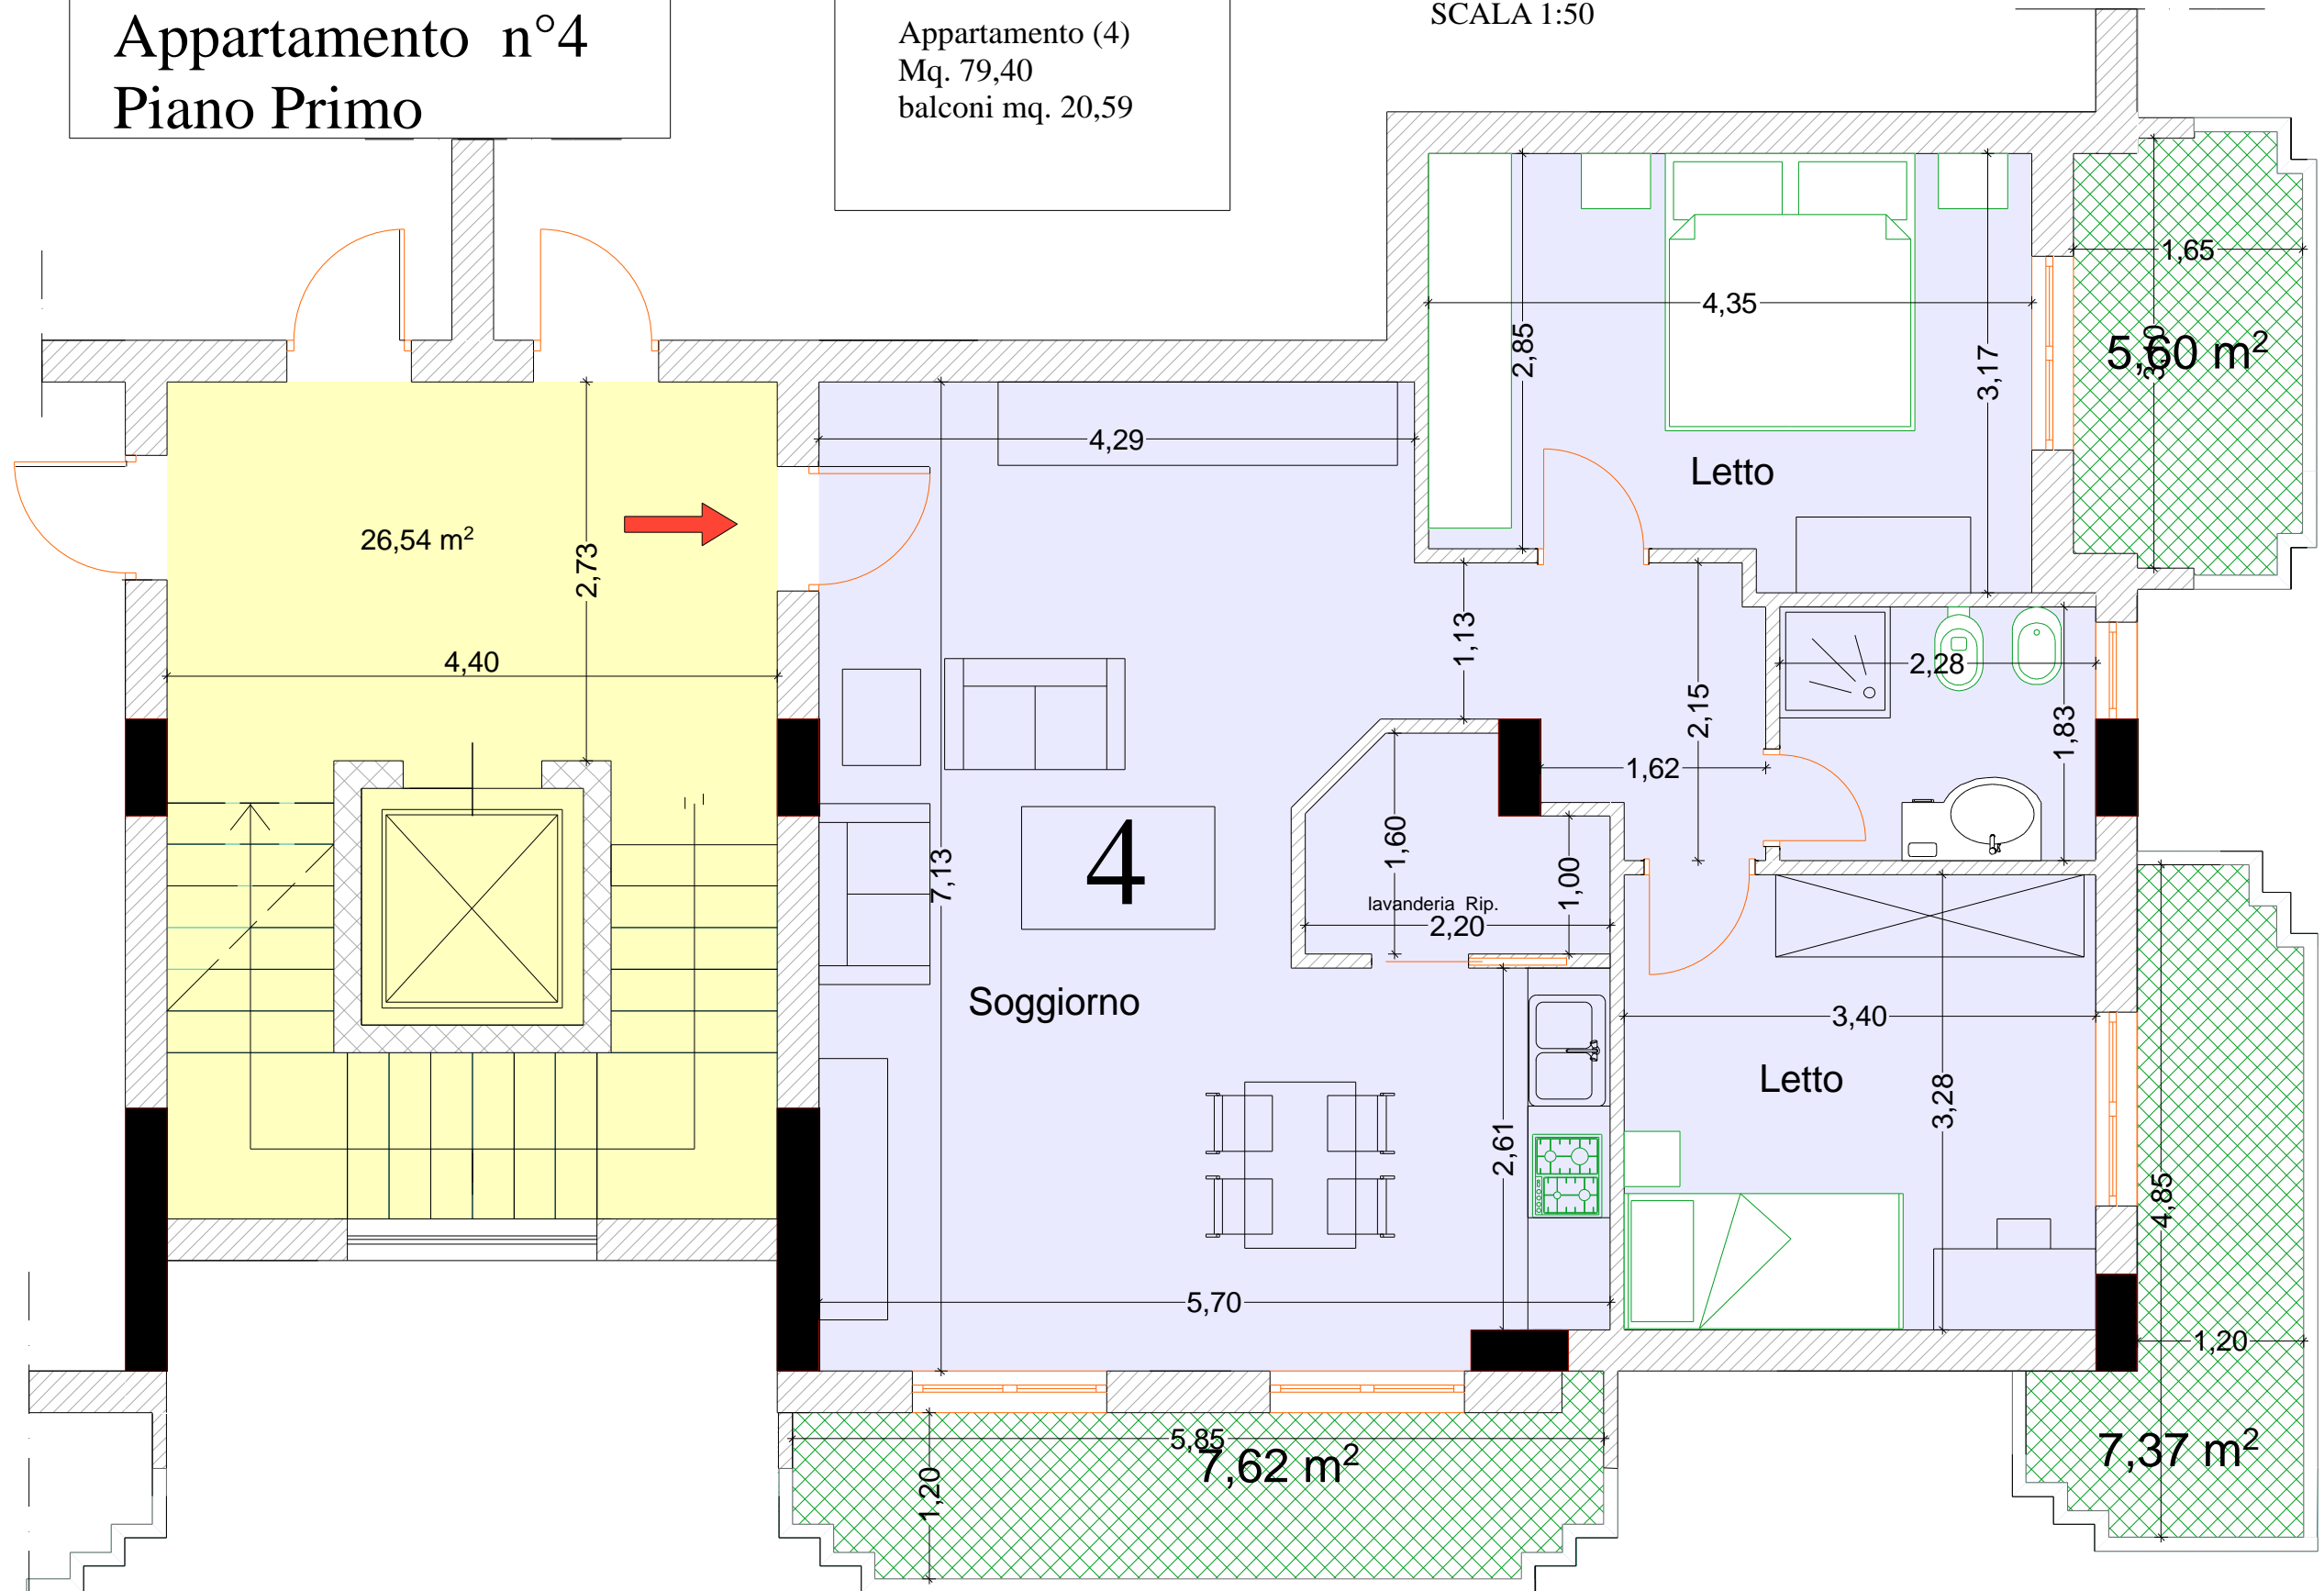 Appartamento n°4
Piano Primo
Appartamento (4)
Mq. 79,40
balconi mq. 20,59
SCALA 1:50
1,65
4,35
2,85
3,17
5,60 m²
3,40
4,29
Letto
26,54 m²
2,73
1,13
4,40
2,28
2,15
1,83
1,62
1,60
4
7,13
1,00
lavanderia Rip.
2,20
Soggiorno
3,40
Letto
3,28
2,61
4,85
5,70
1,20
5,85
7,62 m²
7,37 m²
1,20